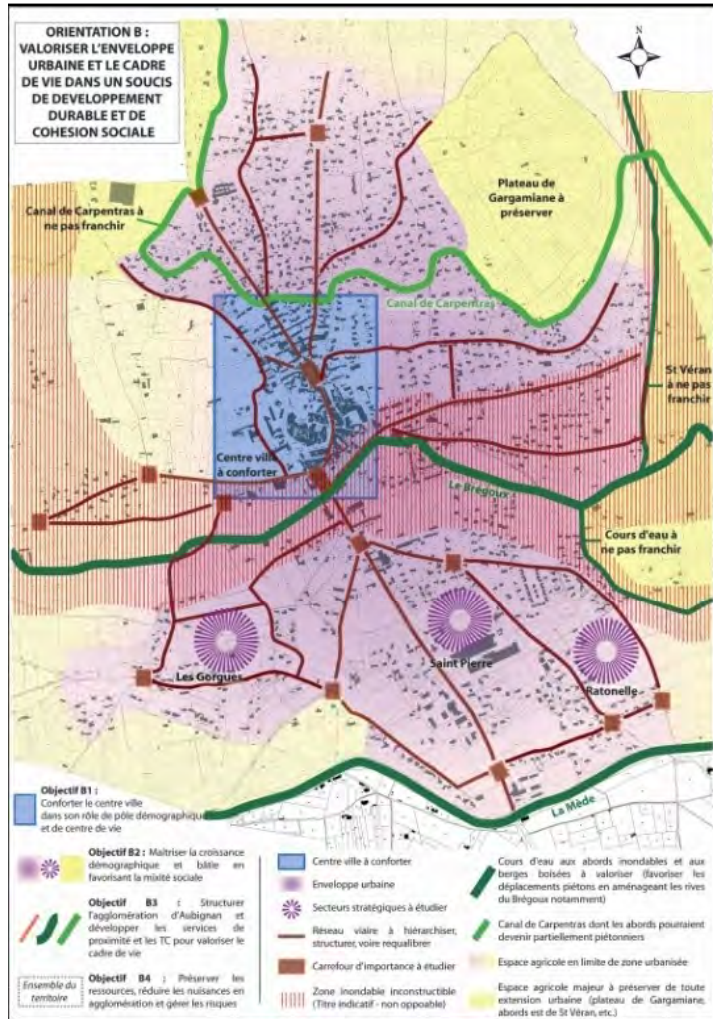 ORIENTATION B :
VALORISER L'ENVELOPPE
URBAINE ET LE CADRE
DE VIE DANS UN SOUCIS
DE DEVELOPPEMENT
DURABLE ET DE
COHESION SOCIALE
N
Plateau de
Gargamiane à
préserver
Canal de Carpentras à
ne pas franchir
Canal de Carpentras
St Véran
à ne pas
franchir
Centre ville
à conforter
Le Brégoux
Cours d'eau à
ne pas franchir
Les Gorgues
Saint Pierre
Ratonelle
La Mède
Objectif B1 :
Conforter le centre ville
dans son rôle de pôle démographique
et de centre de vie
Objectif B2 : Maîtriser la croissance
démographique et bâtie en
favorisant la mixité sociale
Objectif B3 : Structurer
l'agglomération d'Aubignan et
développer les services de
proximité et les TC pour valoriser le
cadre de vie
Ensemble du
territoire
Objectif B4 : Préserver les
ressources, réduire les nuisances en
agglomération et gérer les risques
Centre ville à conforter
Enveloppe urbaine
Secteurs stratégiques à étudier
Réseau viaire à hiérarchiser,
structurer, voire requalibrer
Carrefour d'importance à étudier
Zone inondable inconstructible
(Titre indicatif - non oppoable)
Cours d'eau aux abords inondables et aux
berges boisées à valoriser (favoriser les
déplacements piétons en aménageant les rives
du Brégoux notamment)
Canal de Carpentras dont les abords pourraient
devenir partiellement piétonniers
Espace agricole en limite de zone urbanisée
Espace agricole majeur à préserver de toute
extension urbaine (plateau de Gargamiane,
abords est de St Véran, etc.)